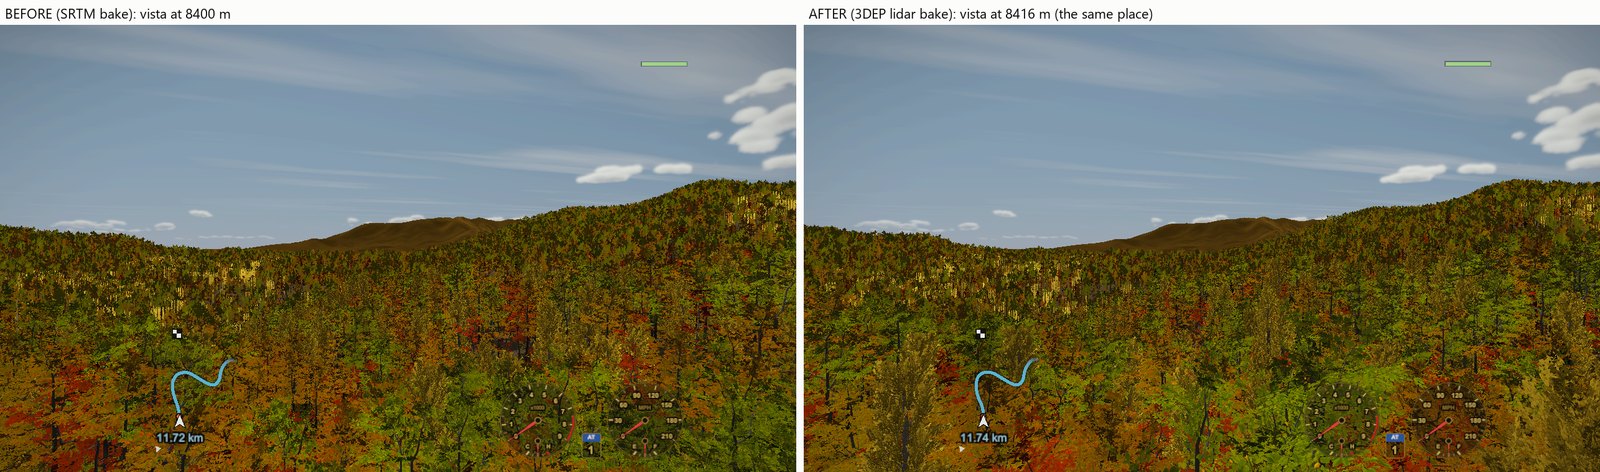 BEFORE (SRTM bake): vista at 8400 m
AFTER (3DEP lidar bake): vista at 8416 m (the same place)
11.72 km
AT
1
11.74 km
AT
1